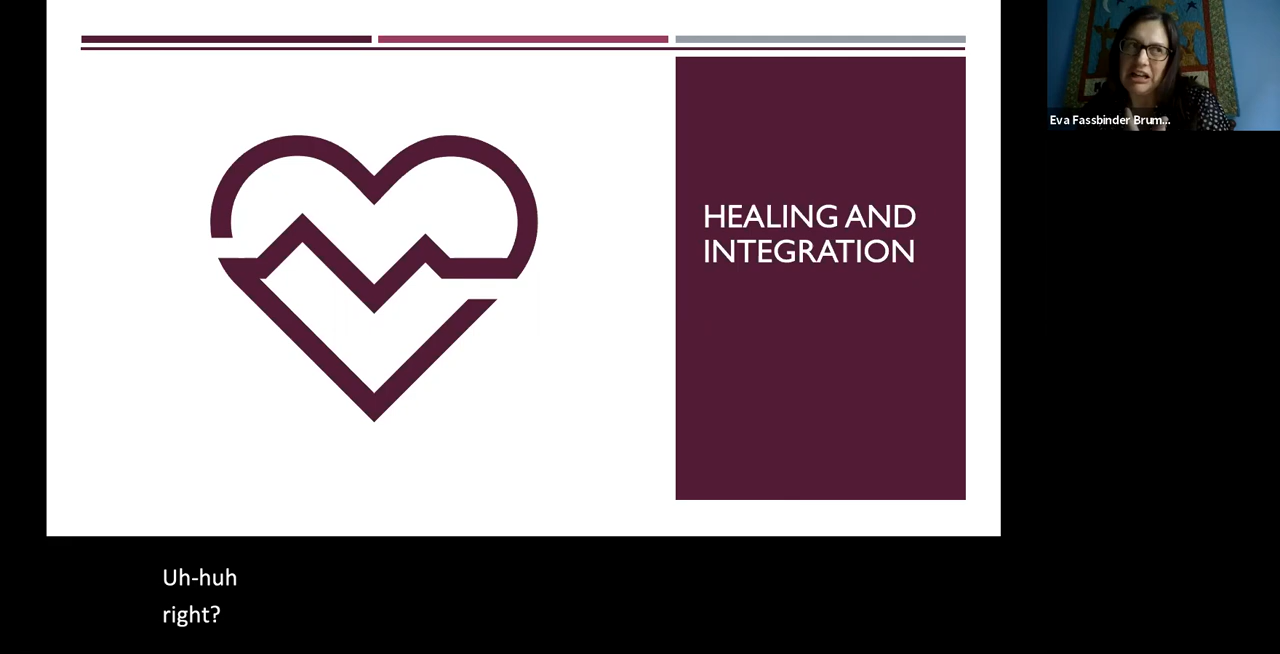 HEALING AND
INTEGRATION
Eva Fassbinder Brum...
Uh-huh
right?